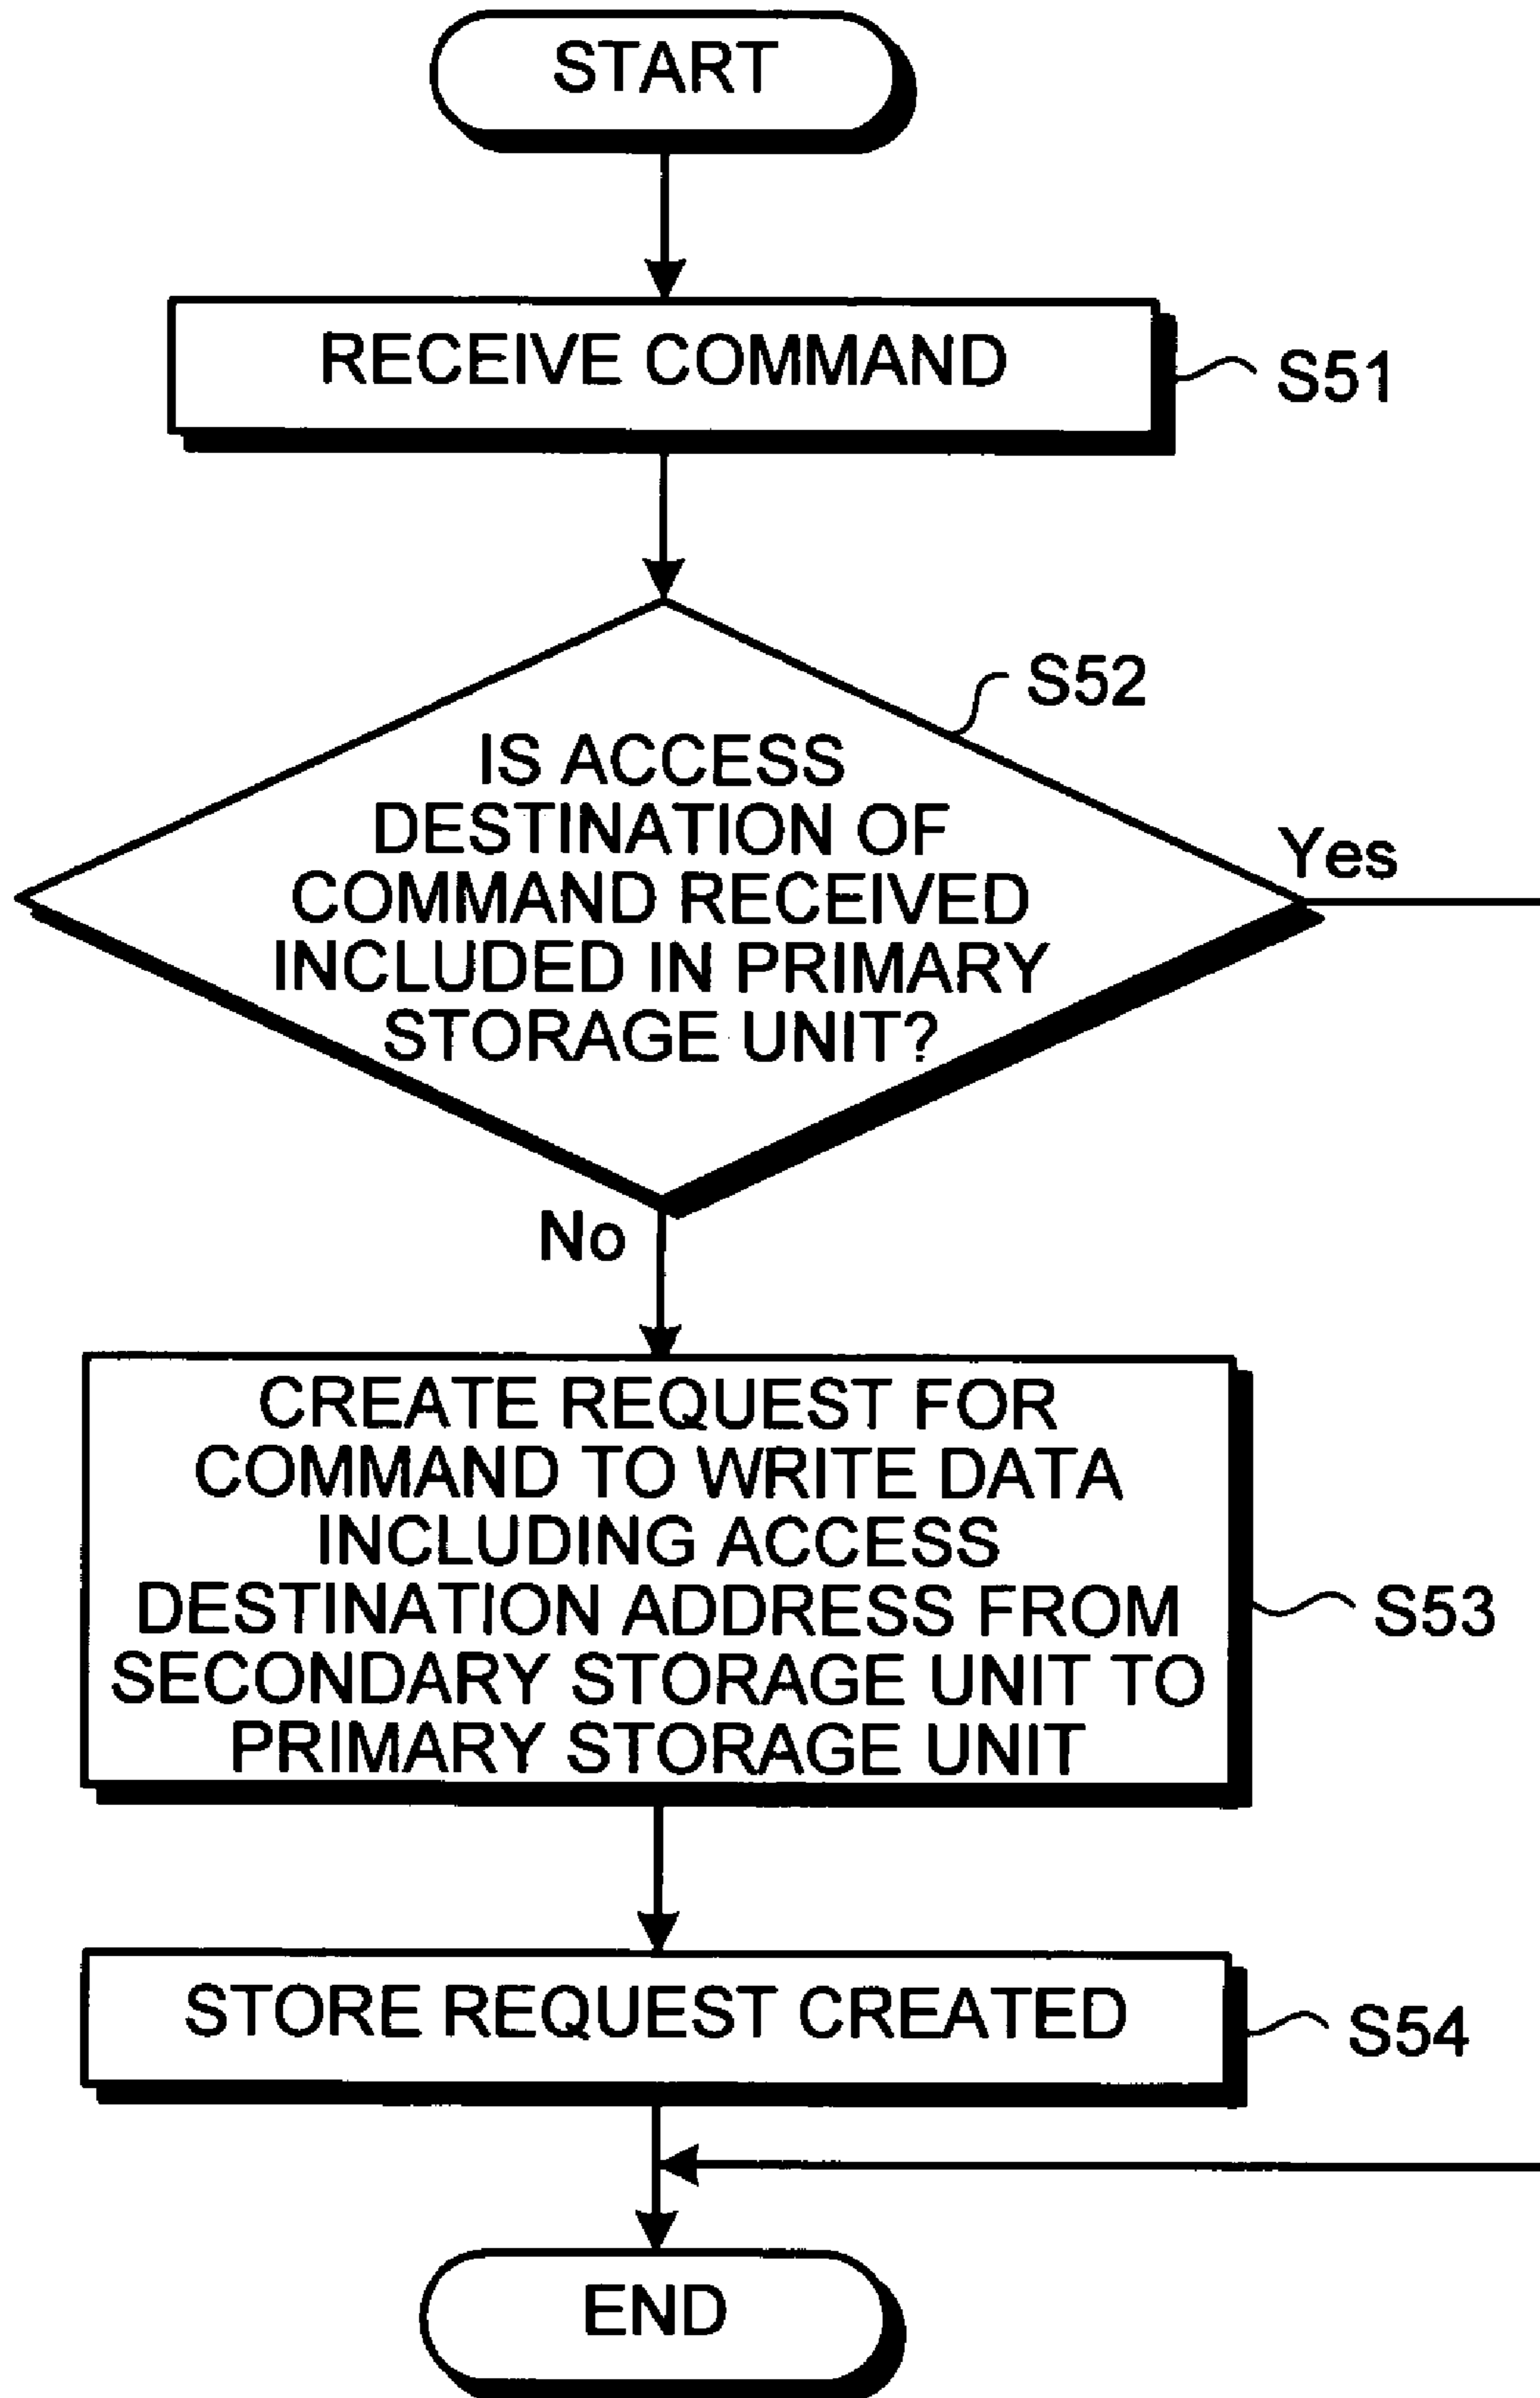 START
RECEIVE COMMAND
S51
S52
IS ACCESS
DESTINATION OF
COMMAND RECEIVED
INCLUDED IN PRIMARY
STORAGE UNIT?
Yes
No
CREATE REQUEST FOR
COMMAND TO WRITE DATA
INCLUDING ACCESS
DESTINATION ADDRESS FROM
SECONDARY STORAGE UNIT TO
PRIMARY STORAGE UNIT
S53
STORE REQUEST CREATED
S54
END